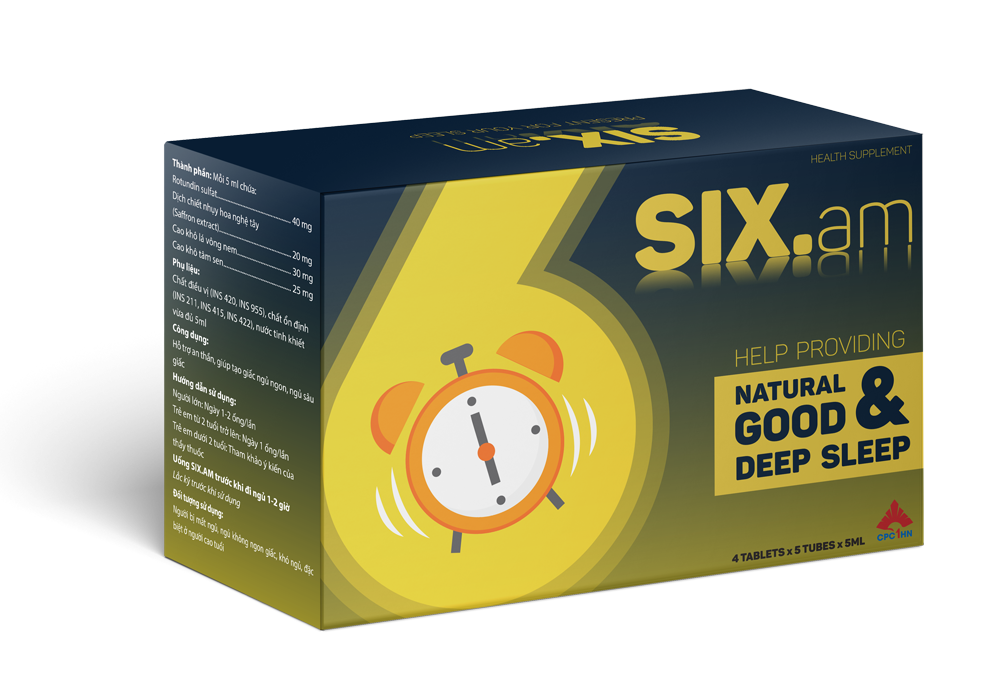 PRESENT FOR YOUR SLEEP
SIX.am
HEALTH SUPPLEMENT
SIX.am
HELP PROVIDING
NATURAL
GOOD &
DEEP SLEEP
4 TABLETS x 5 TUBES x 5ML
CPC1HN
Thành phần: Mỗi 5 ml chứa:
Rotundin sulfat........................ 40 mg
Dịch chiết nhụy hoa nghệ tây
(Saffron extract)........................ 20 mg
Cao khô lá vông nem........................ 30 mg
Cao khô tâm sen........................ 25 mg
Phụ liệu:
Chất điều vị (INS 420, INS 955), chất ổn định
(INS 211, INS 415, INS 422), nước tinh khiết
vừa đủ 5ml
Công dụng:
Hỗ trợ an thần, giúp tạo giấc ngủ ngon, ngủ sâu
giấc
Hướng dẫn sử dụng:
Người lớn: Ngày 1-2 ống/lần
Trẻ em từ 2 tuổi trở lên: Ngày 1 ống/lần
Trẻ em dưới 2 tuổi: Tham khảo ý kiến của
thầy thuốc
Uống SIX.AM trước khi đi ngủ 1-2 giờ
Lắc kỹ trước khi sử dụng
Đối tượng sử dụng:
Người bị mất ngủ, ngủ không ngon giấc, khó ngủ, đặc
biệt ở người cao tuổi